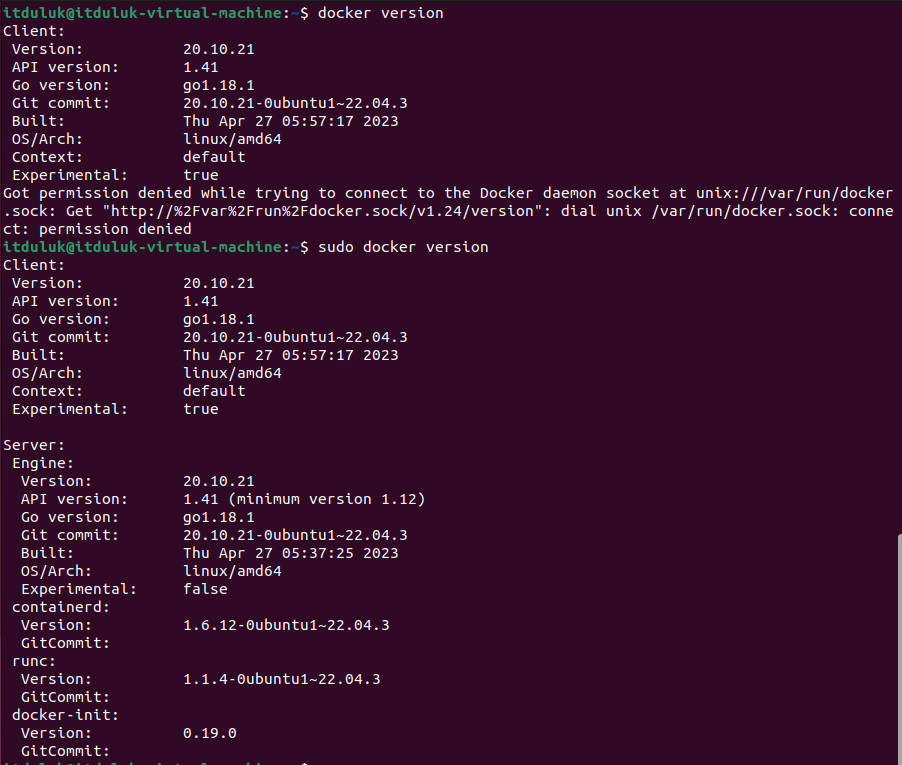 itduluk@itduluk-virtual-machine:~$ docker version
Client:
 Version:           20.10.21
 API version:       1.41
 Go version:        go1.18.1
 Git commit:        20.10.21-0ubuntu1~22.04.3
 Built:             Thu Apr 27 05:57:17 2023
 OS/Arch:           linux/amd64
 Context:           default
 Experimental:      true
Got permission denied while trying to connect to the Docker daemon socket at unix:///var/run/docker
.sock: Get "http://%2Fvar%2Frun%2Fdocker.sock/v1.24/version": dial unix /var/run/docker.sock: conne
ct: permission denied
itduluk@itduluk-virtual-machine:~$ sudo docker version
Client:
 Version:           20.10.21
 API version:       1.41
 Go version:        go1.18.1
 Git commit:        20.10.21-0ubuntu1~22.04.3
 Built:             Thu Apr 27 05:57:17 2023
 OS/Arch:           linux/amd64
 Context:           default
 Experimental:      true

Server:
 Engine:
  Version:          20.10.21
  API version:      1.41 (minimum version 1.12)
  Go version:       go1.18.1
  Git commit:       20.10.21-0ubuntu1~22.04.3
  Built:            Thu Apr 27 05:37:25 2023
  OS/Arch:          linux/amd64
  Experimental:     false
 containerd:
  Version:          1.6.12-0ubuntu1~22.04.3
  GitCommit:
 runc:
  Version:          1.1.4-0ubuntu1~22.04.3
  GitCommit:
 docker-init:
  Version:          0.19.0
  GitCommit: